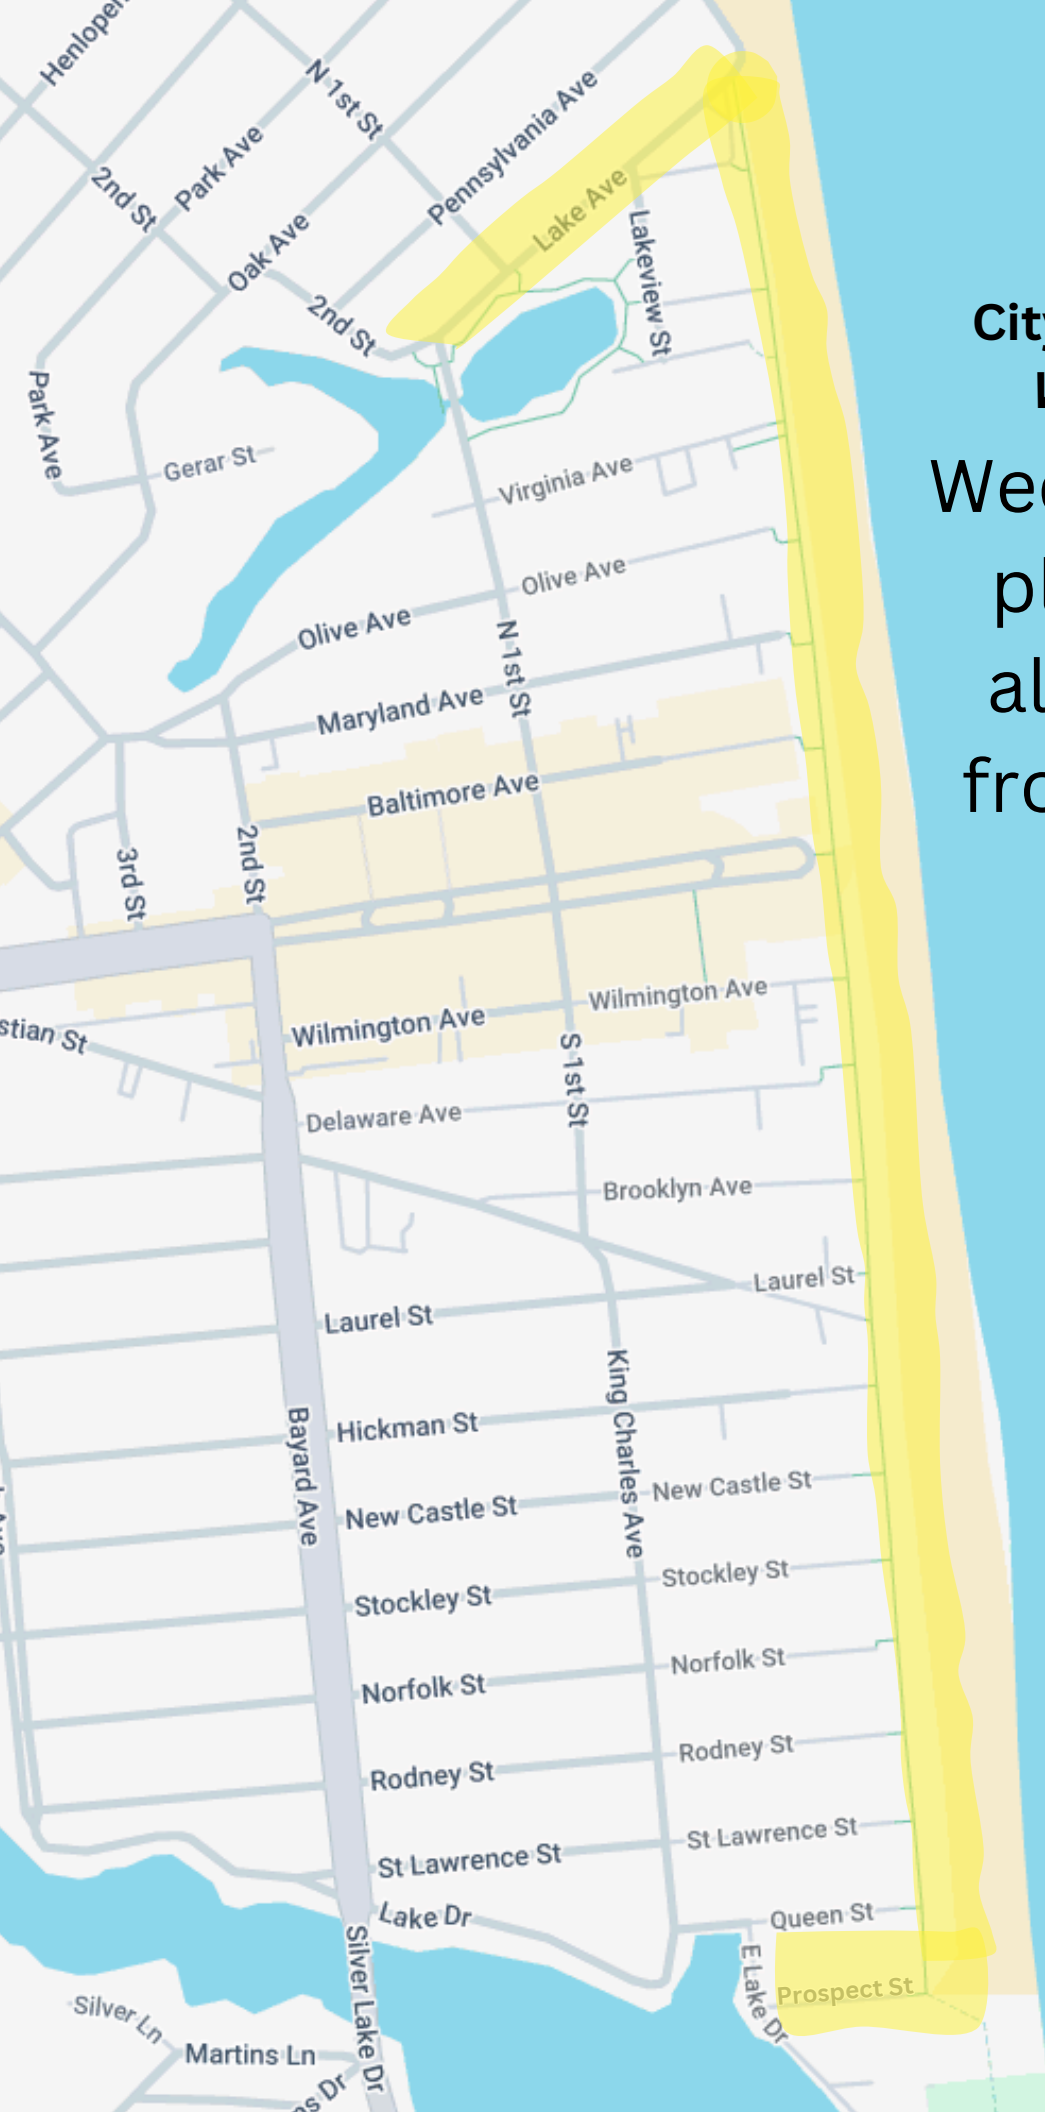 Henlopen
N 1st St
Pennsylvania Ave
Park Ave
2nd St
Lake Ave
Oak Ave
Lakeview St
2nd St
City
Park Ave
Gerar St
Virginia Ave
Olive Ave
Olive Ave
N 1st St
Maryland Ave
Baltimore Ave
2nd St
3rd St
Wilmington Ave
Wilmington Ave
stian St
S 1st St
Delaware Ave
Brooklyn Ave
Laurel St
Laurel St
King Charles Ave
Bayard Ave
Hickman St
New Castle St
New Castle St
Stockley St
Stockley St
Norfolk St
Norfolk St
Rodney St
Rodney St
St Lawrence St
St Lawrence St
Lake Dr
Queen St
Silver Lake Dr
E Lake Dr
Prospect St
Silver Ln
Martins Ln
es Dr
pl
al
fro